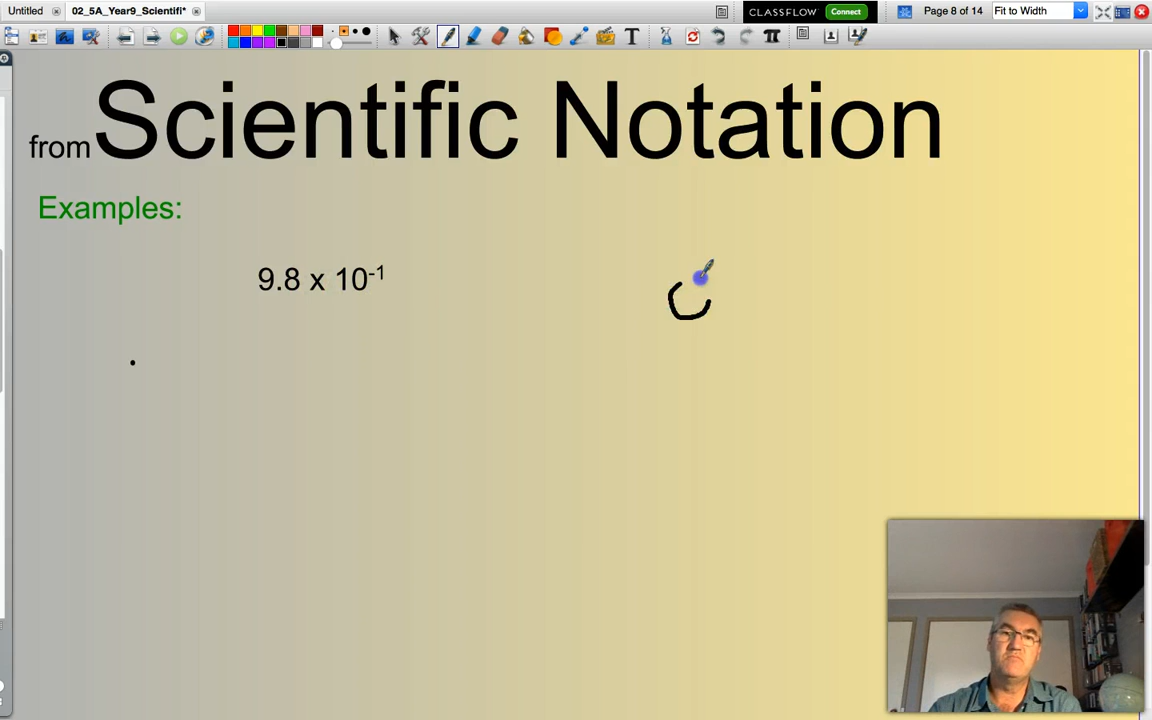 Untitled
02_5A_Year9_Scientifi*
CLASSFLOW Connect
Page 8 of 14
Fit to Width
from Scientific Notation
Examples:
9.8 x 10⁻¹